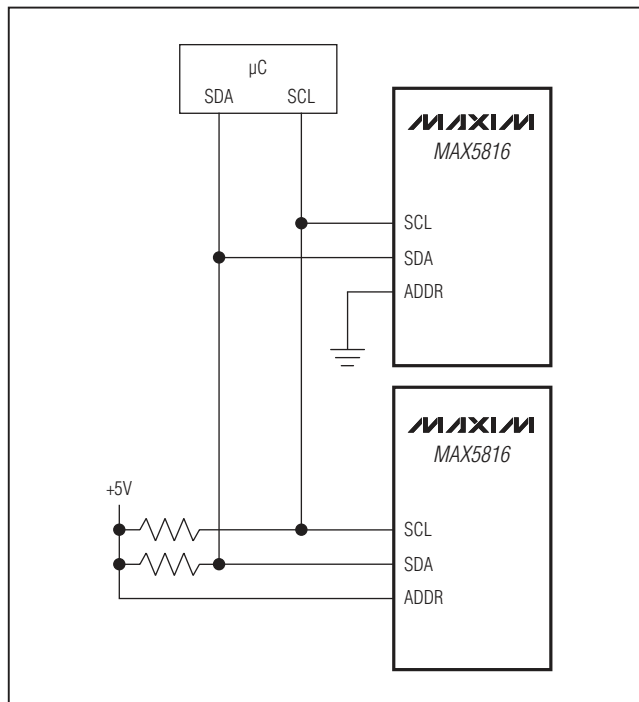 µC
SDA SCL
MAXIM
MAX5816
SCL
SDA
ADDR
MAXIM
MAX5816
+5V
SCL
SDA
ADDR